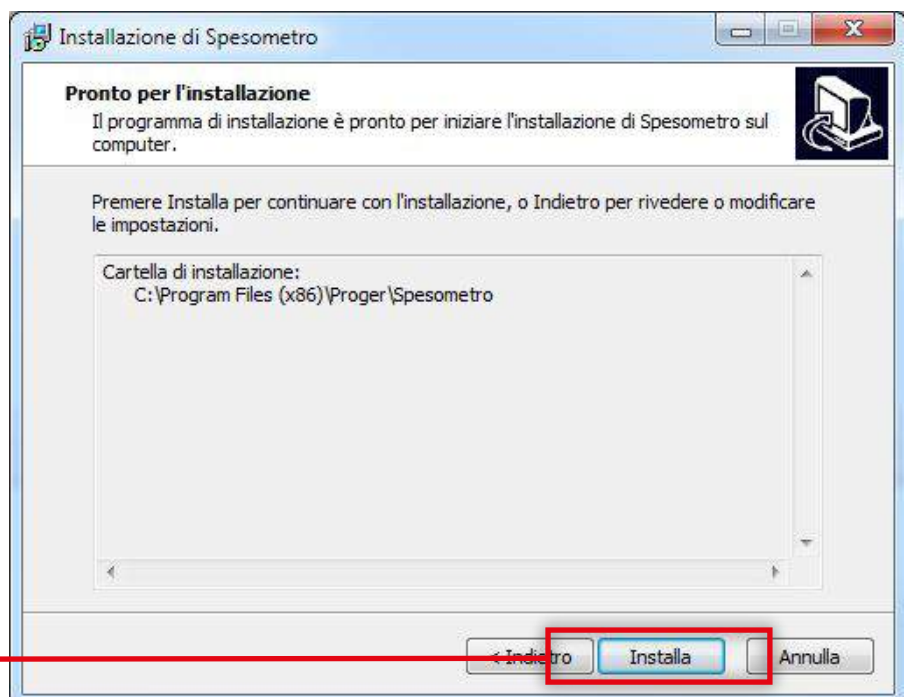 Installazione di Spesometro
Pronto per l'installazione
Il programma di installazione è pronto per iniziare l'installazione di Spesometro sul
computer.
Premere Installa per continuare con l'installazione, o Indietro per rivedere o modificare
le impostazioni.
Cartella di installazione:
C:\Program Files (x86)\Proger\Spesometro
< Indietro Installa Annulla